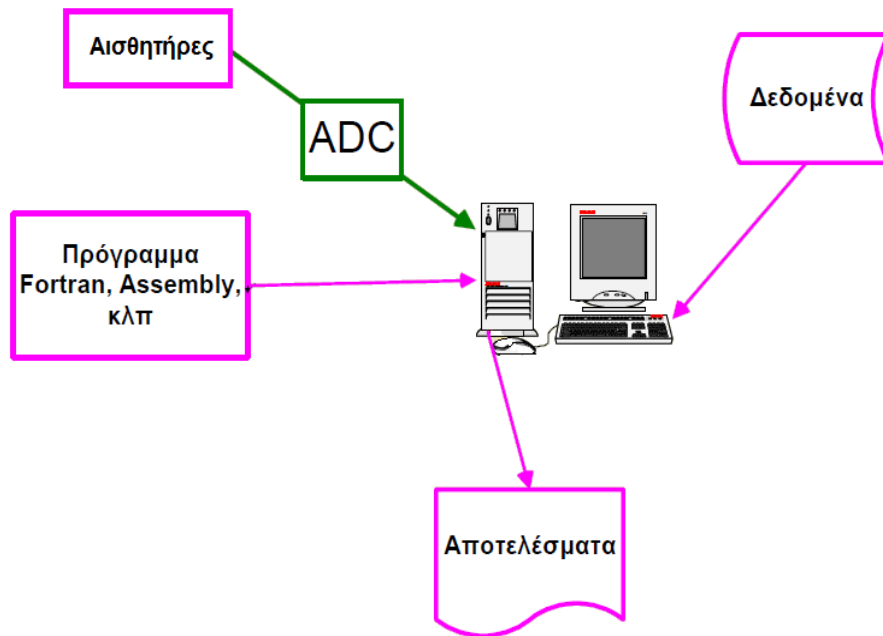 Αισθητήρες
ADC
Δεδομένα
Πρόγραμμα
Fortran, Assembly,
κλπ
Αποτελέσματα